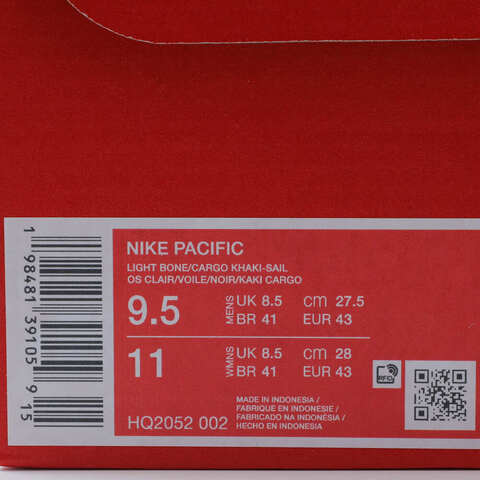 NIKE PACIFIC
LIGHT BONE/CARGO KHAKI-SAIL
OS CLAIR/VOILE/NOIR/KAKI CARGO
9.5 MENS UK 8.5 CM 27.5
BR 41 EUR 43
11 WMNS UK 8.5 CM 28
BR 41 EUR 43
RFID
MADE IN INDONESIA/
FABRIQUE EN INDONESIE/
FABRICADO NA INDONÉSIA/
HECHO EN INDONESIA
HQ2052 002
1 98481 39105 9 15